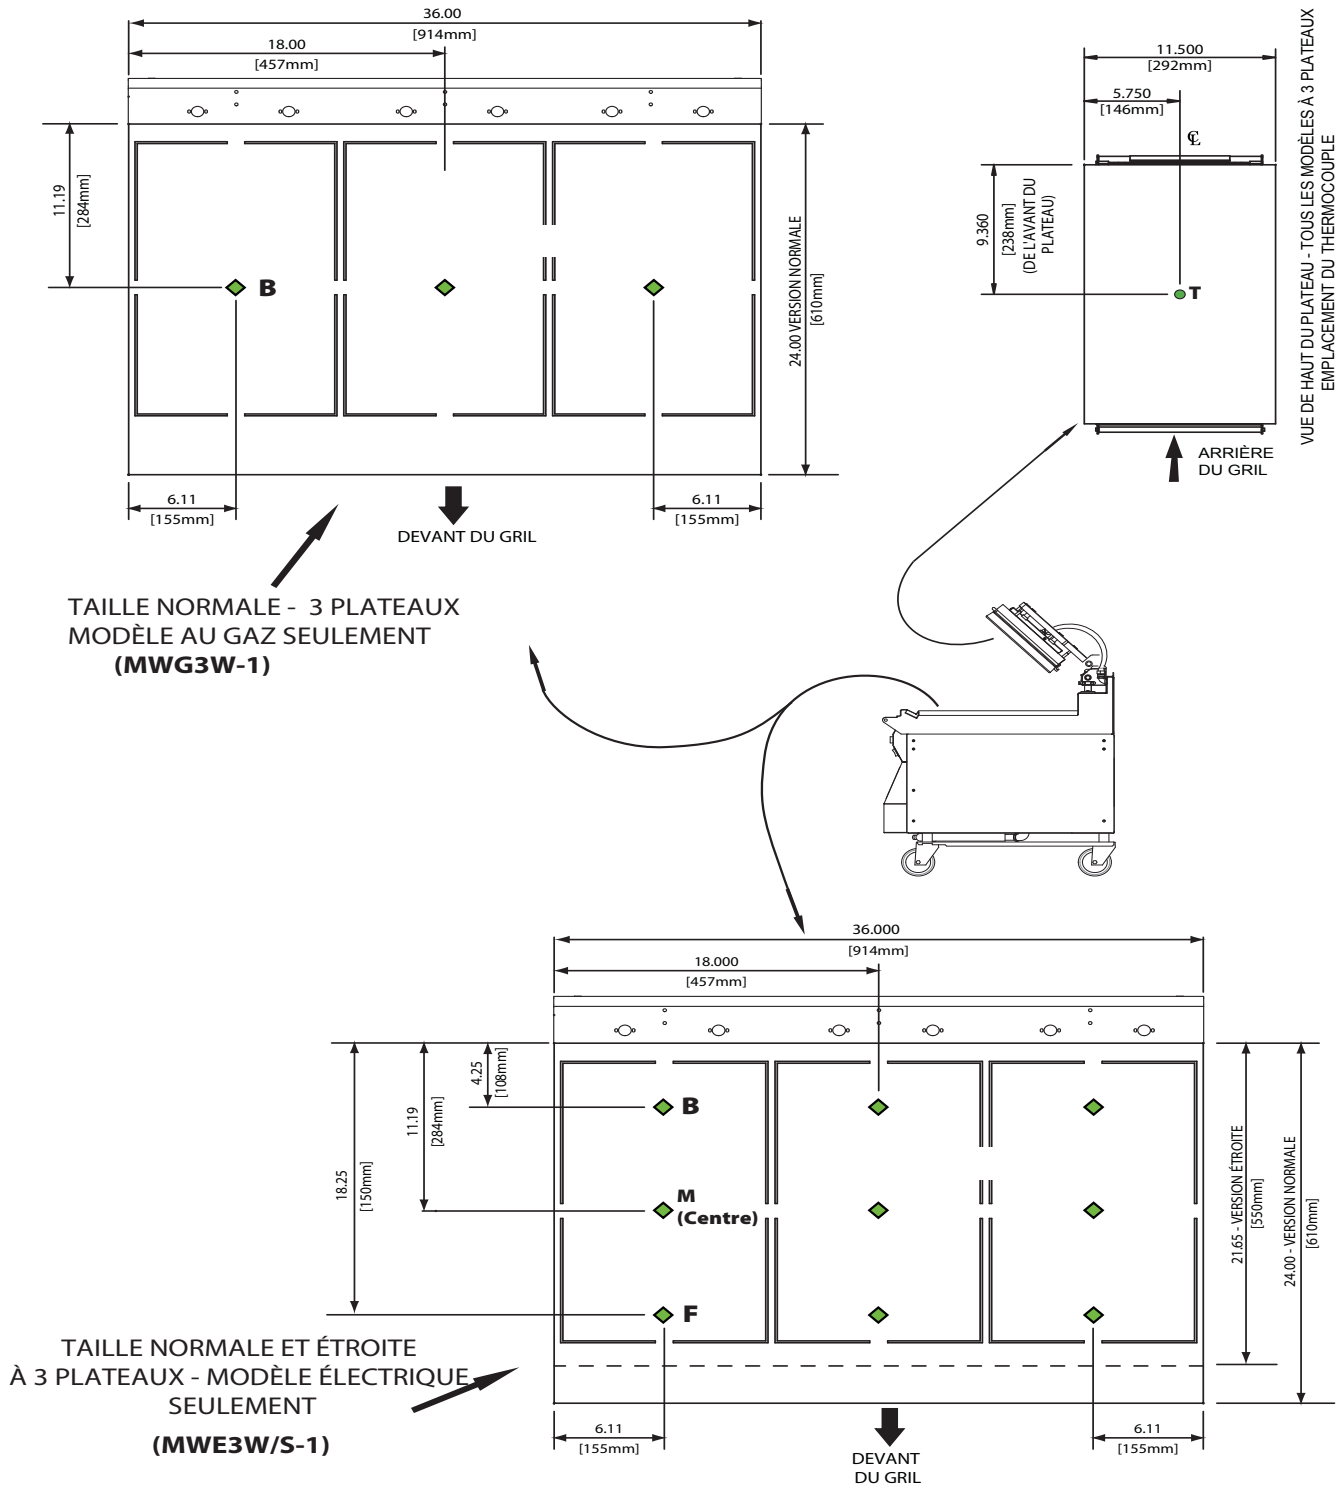 36.00
[914mm]
18.00
[457mm]
11.19
[284mm]
B
24.00 VERSION NORMALE
[610mm]
6.11
[155mm]
6.11
[155mm]
DEVANT DU GRIL
TAILLE NORMALE - 3 PLATEAUX
MODÈLE AU GAZ SEULEMENT
(MWG3W-1)
11.500
[292mm]
5.750
[146mm]
CL
9.360
[238mm]
(DE L'AVANT DU
PLATEAU)
T
ARRIÈRE
DU GRIL
VUE DE HAUT DU PLATEAU - TOUS LES MODÈLES À 3 PLATEAUX
EMPLACEMENT DU THERMOCOUPLE
36.000
[914mm]
18.000
[457mm]
4.25
[108mm]
11.19
[284mm]
18.25
[150mm]
B
M
(Centre)
F
21.65 - VERSION ÉTROITE
[550mm]
24.00 - VERSION NORMALE
[610mm]
6.11
[155mm]
6.11
[155mm]
DEVANT
DU GRIL
TAILLE NORMALE ET ÉTROITE
À 3 PLATEAUX - MODÈLE ÉLECTRIQUE
SEULEMENT
(MWE3W/S-1)